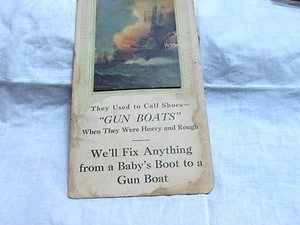 They Used to Call Shoes—
"GUN BOATS"
When They Were Heavy and Rough
We'll Fix Anything
from a Baby's Boot to a
Gun Boat